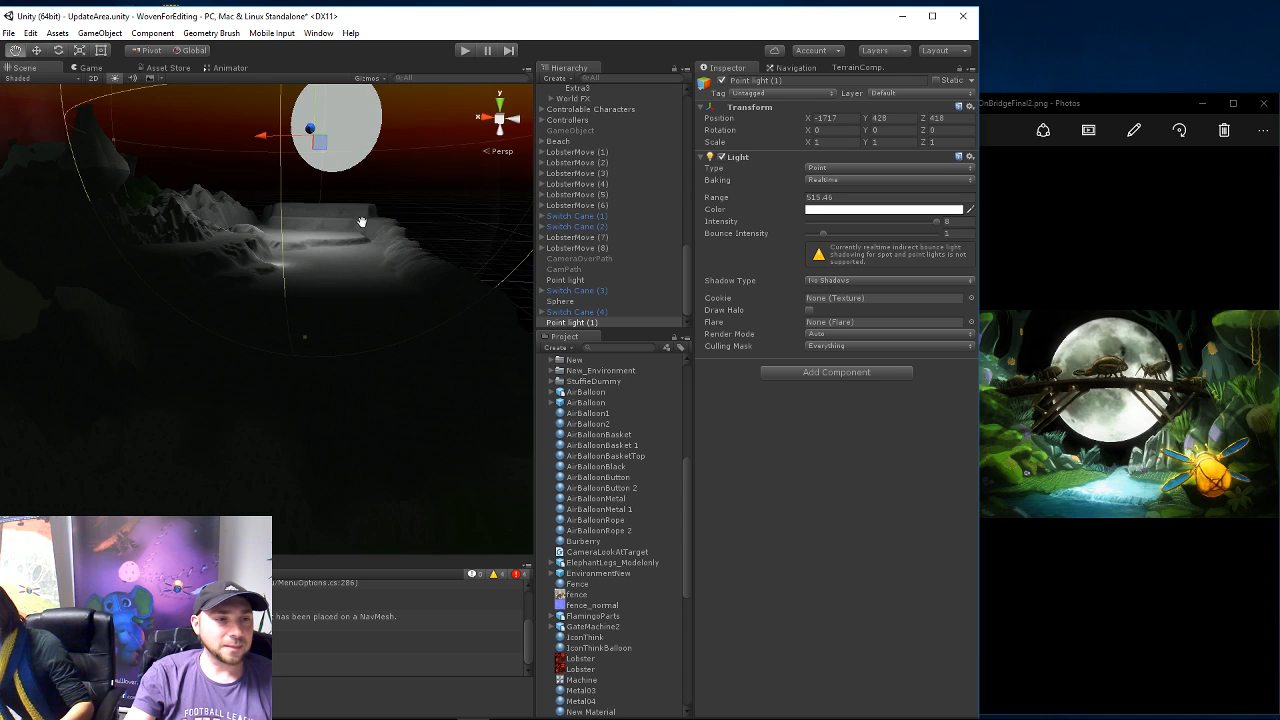 Unity (64bit) - UpdateArea.unity - WovenForEditing - PC, Mac & Linux Standalone* <DX11>
File Edit Assets GameObject Component Geometry Brush Mobile Input Window Help
Pivot Global Account Layers Layout
Scene Game Asset Store Animator
Shaded 2D Gizmos All
y
x
Persp
Hierarchy
Create All
Extra3
World FX
Controlable Characters
Controllers
GameObject
Beach
LobsterMove (1)
LobsterMove (2)
LobsterMove (3)
LobsterMove (4)
LobsterMove (5)
LobsterMove (6)
Switch Cane (1)
Switch Cane (2)
LobsterMove (7)
LobsterMove (8)
CameraOverPath
CamPath
Point light
Switch Cane (3)
Sphere
Switch Cane (4)
Point light (1)
Project
Create
New
New_Environment
StuffieDummy
AirBalloon
AirBalloon
AirBalloon1
AirBalloon2
AirBalloonBasket
AirBalloonBasket 1
AirBalloonBasketTop
AirBalloonBlack
AirBalloonButton
AirBalloonButton 2
AirBalloonMetal
AirBalloonMetal 1
AirBalloonRope
AirBalloonRope 2
Burberry
CameraLookAtTarget
ElephantLegs_Modelonly
EnvironmentNew
Fence
fence
fence_normal
FlamingoParts
GateMachine2
IconThink
IconThinkBalloon
Lobster
Lobster
Machine
Metal03
Metal04
New Material
Inspector Navigation TerrainComp.
Point light (1) Static
Tag Untagged Layer Default
Transform
Position X -1717 Y 428 Z 418
Rotation X 0 Y 0 Z 0
Scale X 1 Y 1 Z 1
Light
Type Point
Baking Realtime
Range 515.46
Color
Intensity 8
Bounce Intensity 1
Currently realtime indirect bounce light
shadowing for spot and point lights is not
supported.
Shadow Type No Shadows
Cookie None (Texture)
Draw Halo
Flare None (Flare)
Render Mode Auto
Culling Mask Everything
Add Component
OnBridgeFinal2.png - Photos
/MenuOptions.cs:286)
has been placed on a NavMesh.
FOOTBALL